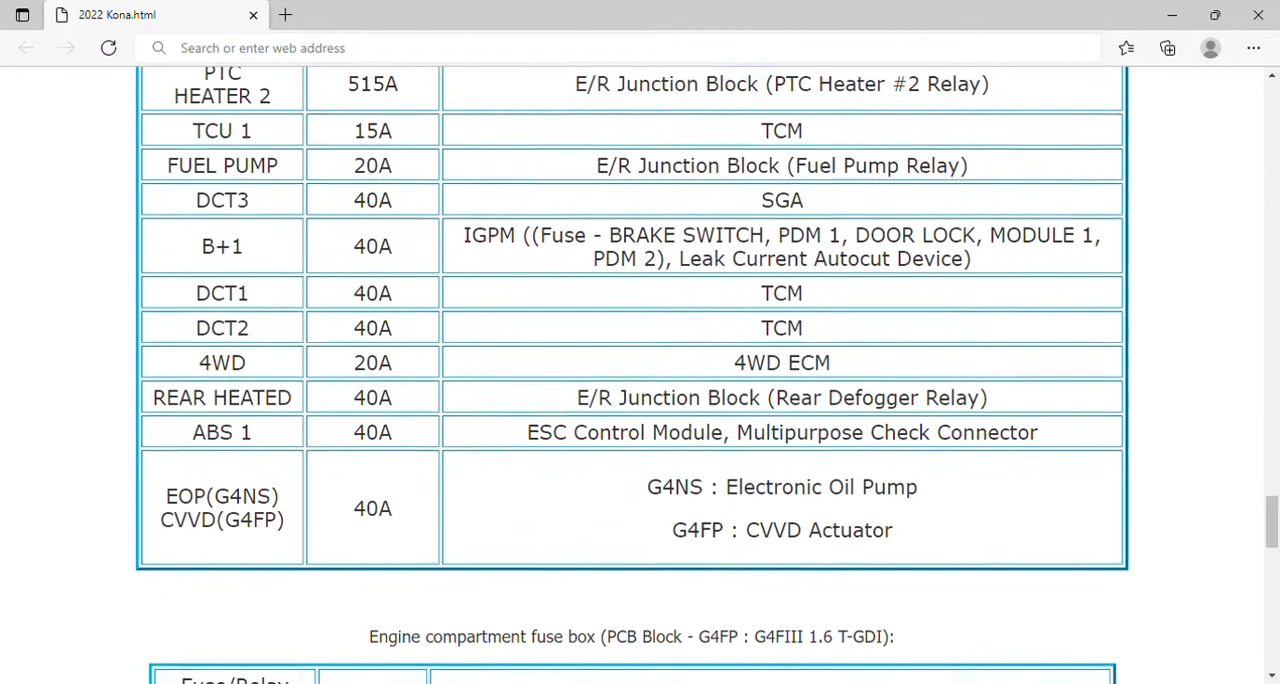 2022 Kona.html
Search or enter web address
PTC
HEATER 2
515A
E/R Junction Block (PTC Heater #2 Relay)
TCU 1
15A
TCM
FUEL PUMP
20A
E/R Junction Block (Fuel Pump Relay)
DCT3
40A
SGA
B+1
40A
IGPM ((Fuse - BRAKE SWITCH, PDM 1, DOOR LOCK, MODULE 1,
PDM 2), Leak Current Autocut Device)
DCT1
40A
TCM
DCT2
40A
TCM
4WD
20A
4WD ECM
REAR HEATED
40A
E/R Junction Block (Rear Defogger Relay)
ABS 1
40A
ESC Control Module, Multipurpose Check Connector
EOP(G4NS)
CVVD(G4FP)
40A
G4NS : Electronic Oil Pump
G4FP : CVVD Actuator
Engine compartment fuse box (PCB Block - G4FP : G4FIII 1.6 T-GDI):
Fuse/Relay